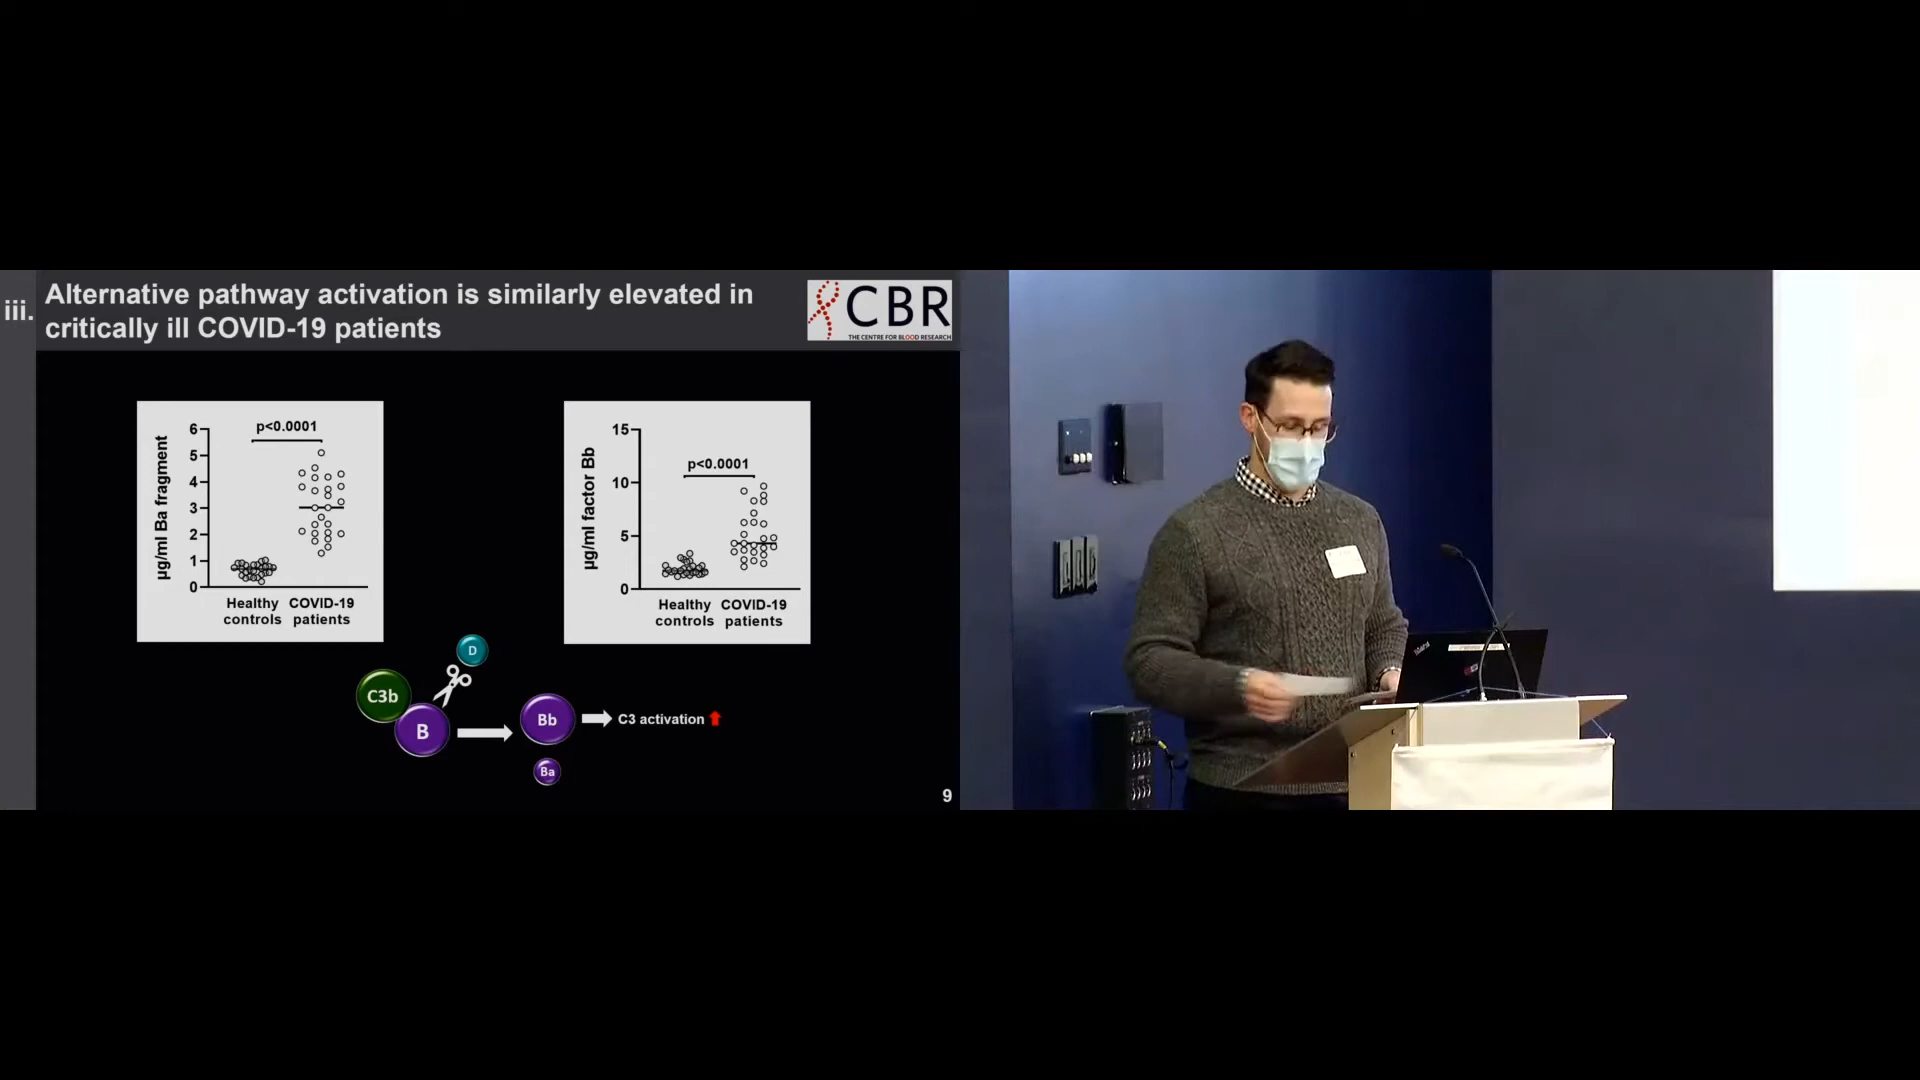 iii.
Alternative pathway activation is similarly elevated in
critically ill COVID-19 patients
CBR
THE CENTRE FOR BLOOD RESEARCH
µg/ml Ba fragment
6
5
4
3
2
1
0
p<0.0001
Healthy
controls
COVID-19
patients
µg/ml factor Bb
15
10
5
0
p<0.0001
Healthy
controls
COVID-19
patients
D
C3b
B
Bb
C3 activation
Ba
9
ThinkPad